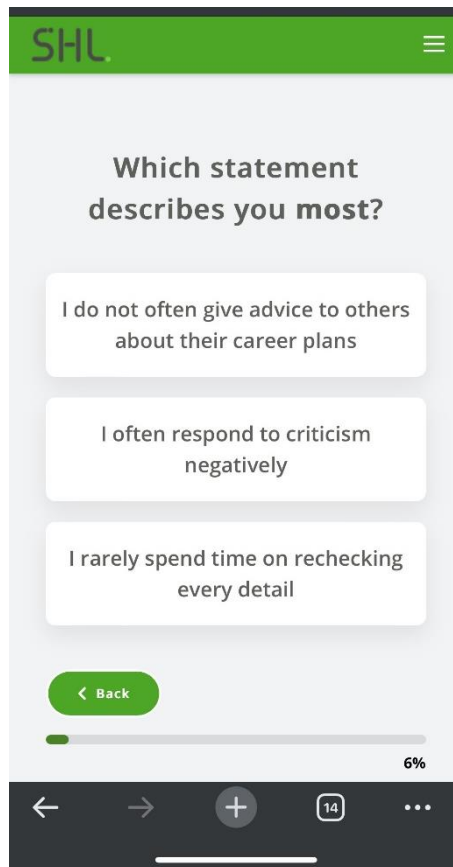 SHL.
Which statement
describes you most?
I do not often give advice to others
about their career plans
I often respond to criticism
negatively
I rarely spend time on rechecking
every detail
Back
6%
14